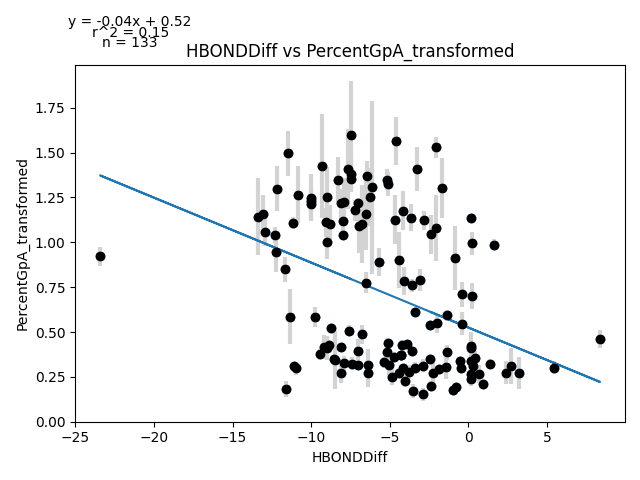 y = -0.04x + 0.52
r^2 = 0.15
n = 133
HBONDDiff vs PercentGpA_transformed
PercentGpA_transformed
1.75
1.50
1.25
1.00
0.75
0.50
0.25
0.00
−25 −20 −15 −10 −5 0 5
HBONDDiff